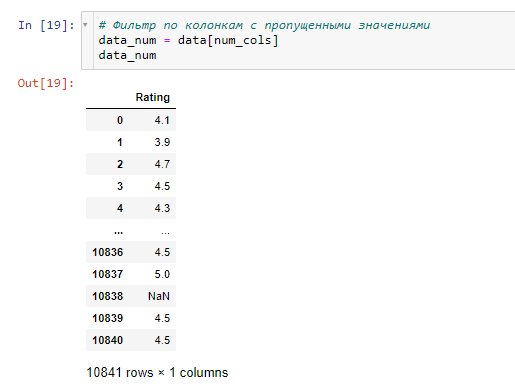 In [19]:
# Фильтр по колонкам с пропущенными значениями
data_num = data[num_cols]
data_num
Out[19]:
Rating
0 4.1
1 3.9
2 4.7
3 4.5
4 4.3
... ...
10836 4.5
10837 5.0
10838 NaN
10839 4.5
10840 4.5
10841 rows × 1 columns